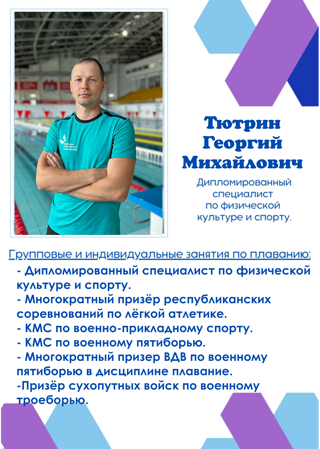 Тютрин
Георгий
Михайлович
Дипломированный
специалист
по физической
культуре и спорту.
Групповые и индивидуальные занятия по плаванию:
- Дипломированный специалист по физической
культуре и спорту.
- Многократный призёр республиканских
соревнований по лёгкой атлетике.
- КМС по военно-прикладному спорту.
- КМС по военному пятиборью.
- Многократный призер ВДВ по военному
пятиборью в дисциплине плавание.
-Призёр сухопутных войск по военному
троеборью.